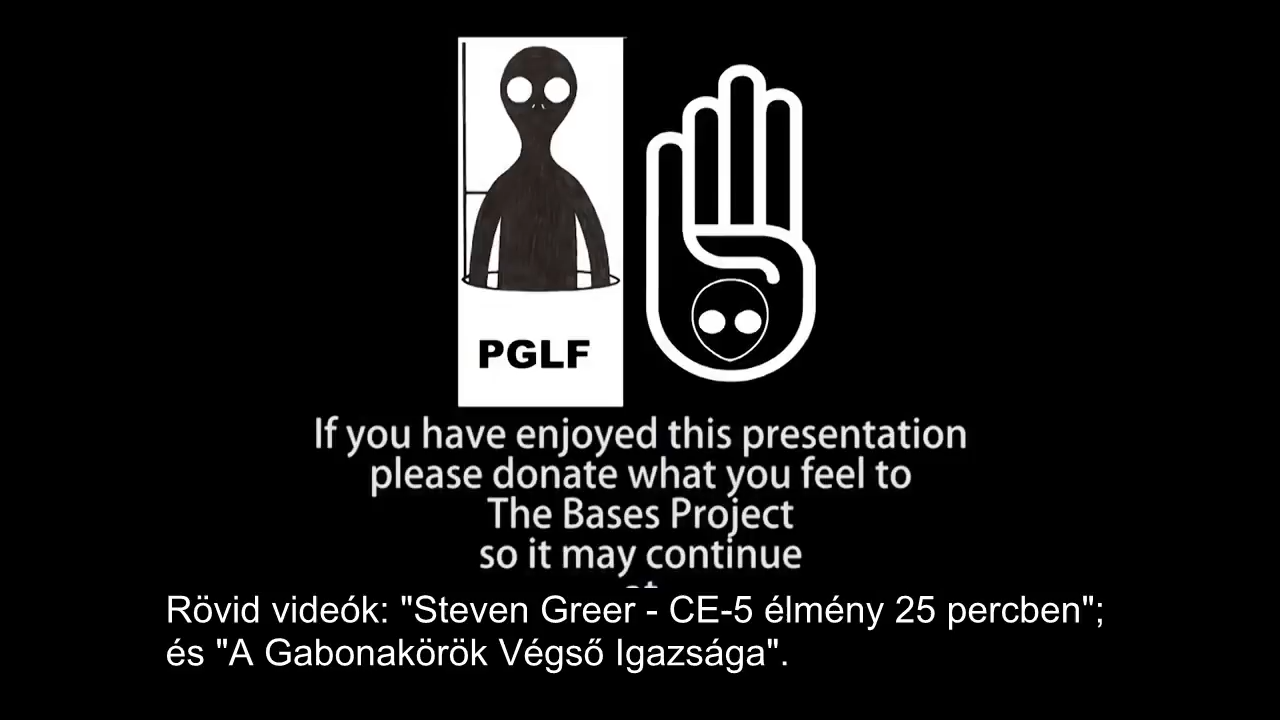 PGLF
If you have enjoyed this presentation
please donate what you feel to
The Bases Project
so it may continue
Rövid videók: "Steven Greer - CE-5 élmény 25 percben";
és "A Gabonakörök Végső Igazsága".